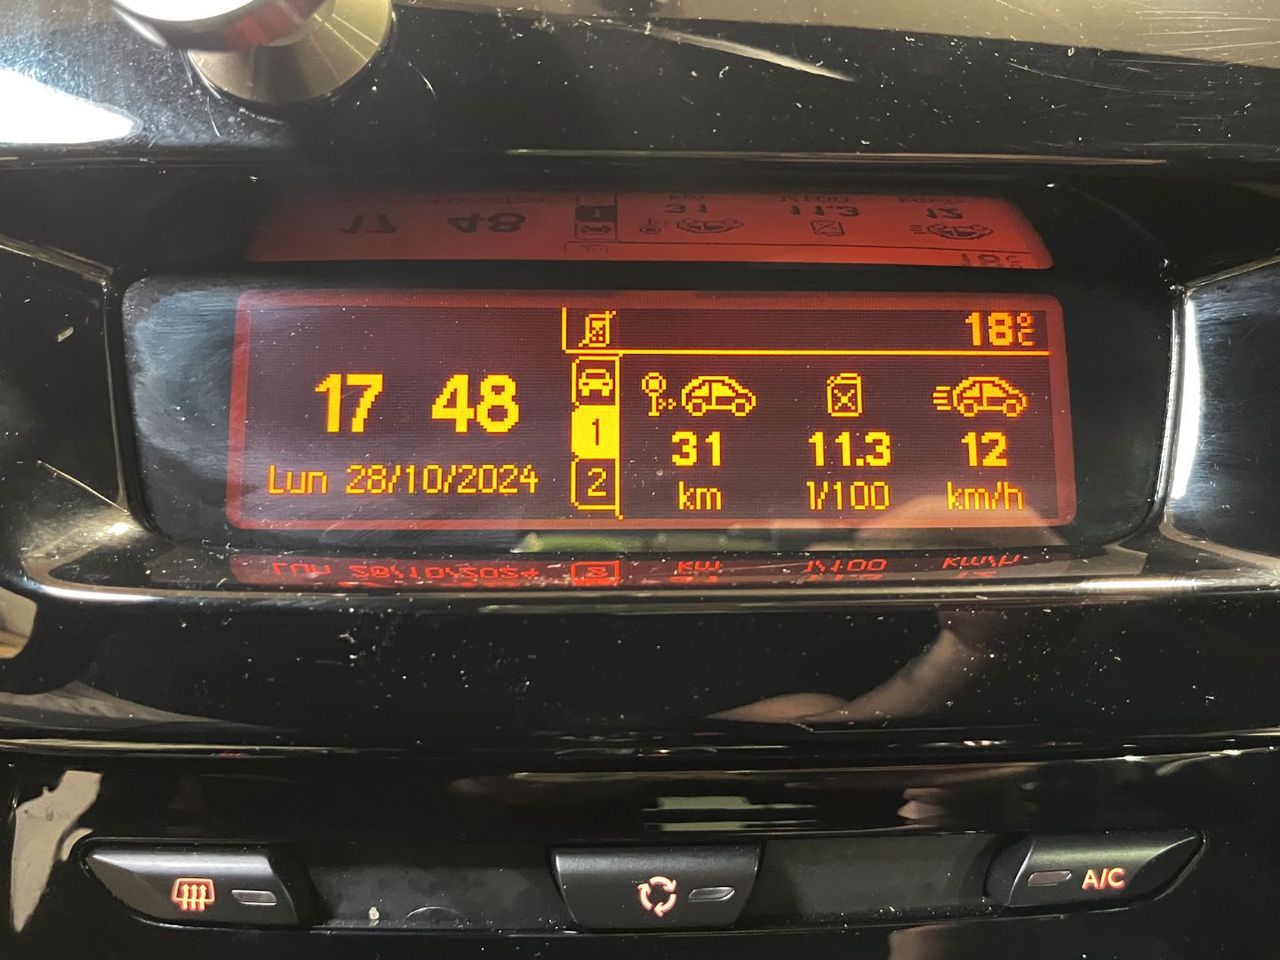 18°C
17 48
Lun 28/10/2024
1
2
31
km
11.3
l/100
12
km/h
A/C